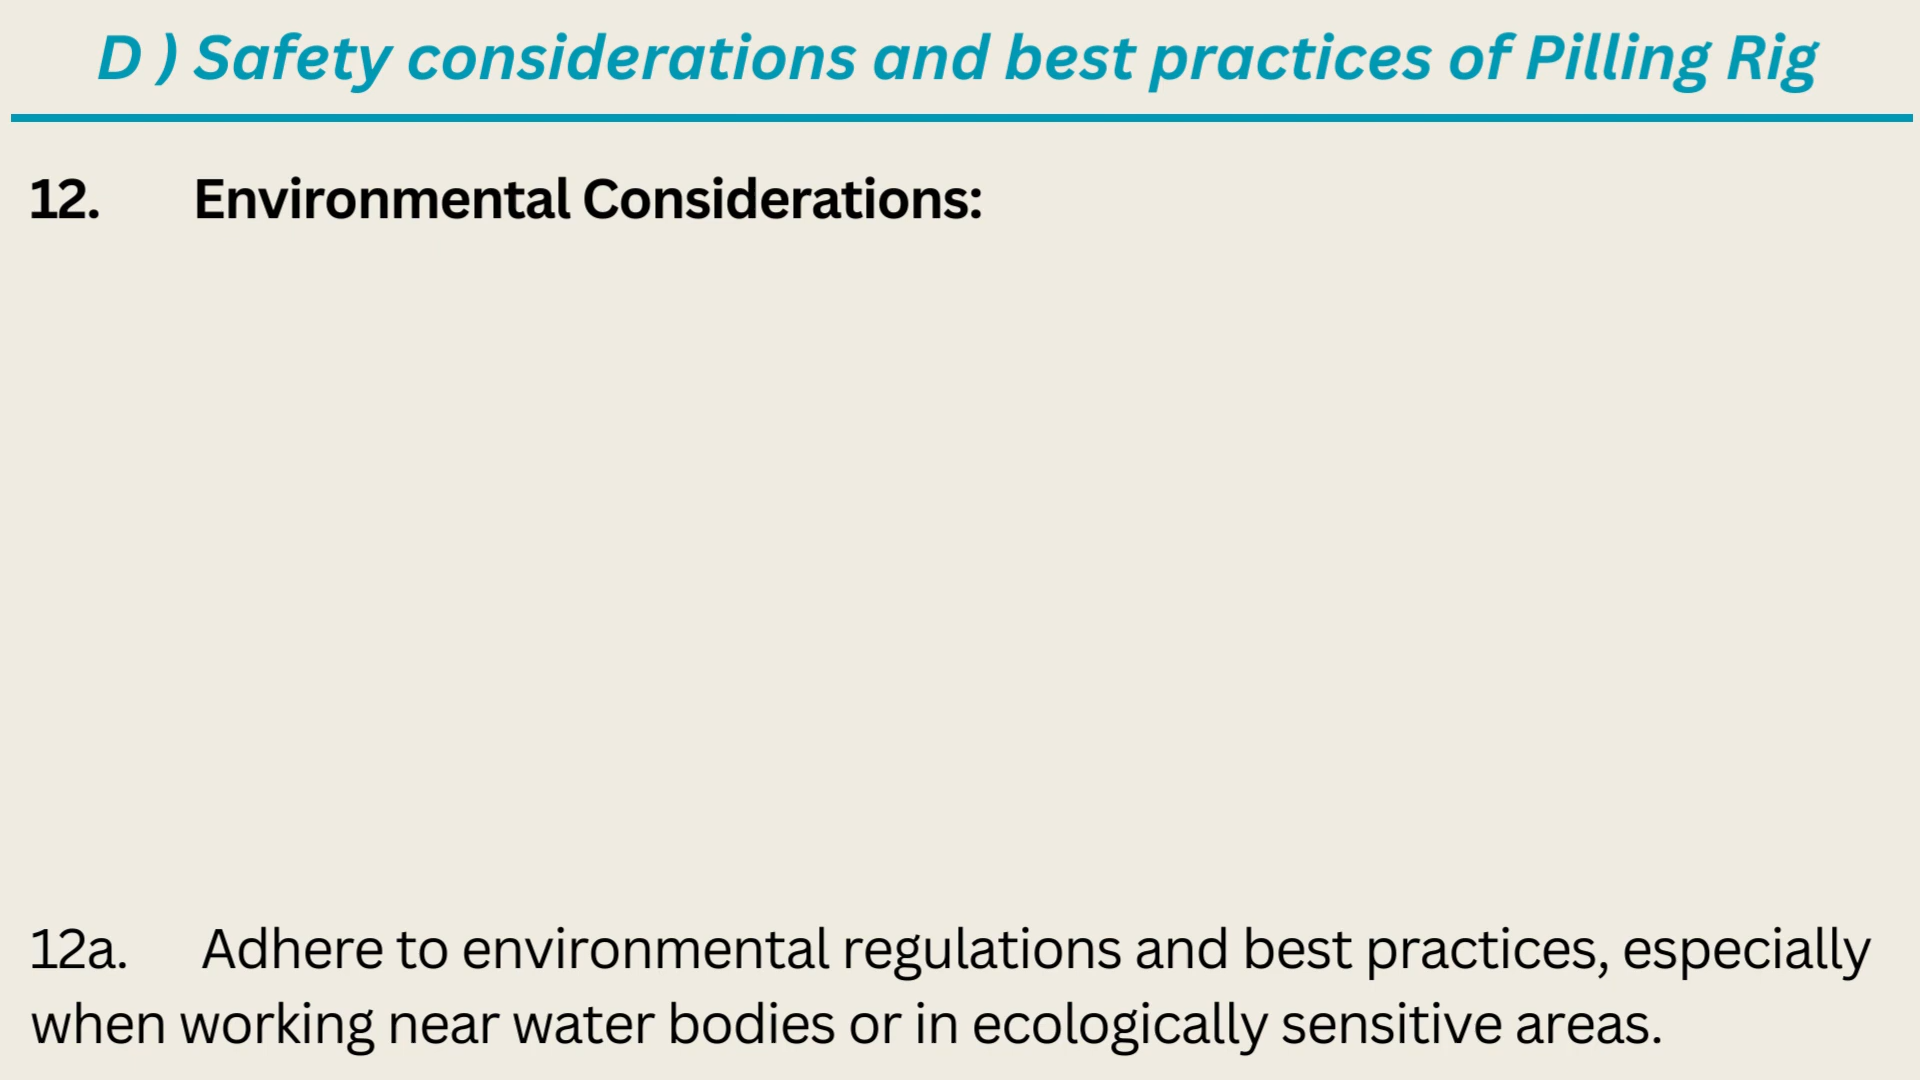 D ) Safety considerations and best practices of Pilling Rig
12. Environmental Considerations:
12a. Adhere to environmental regulations and best practices, especially
when working near water bodies or in ecologically sensitive areas.